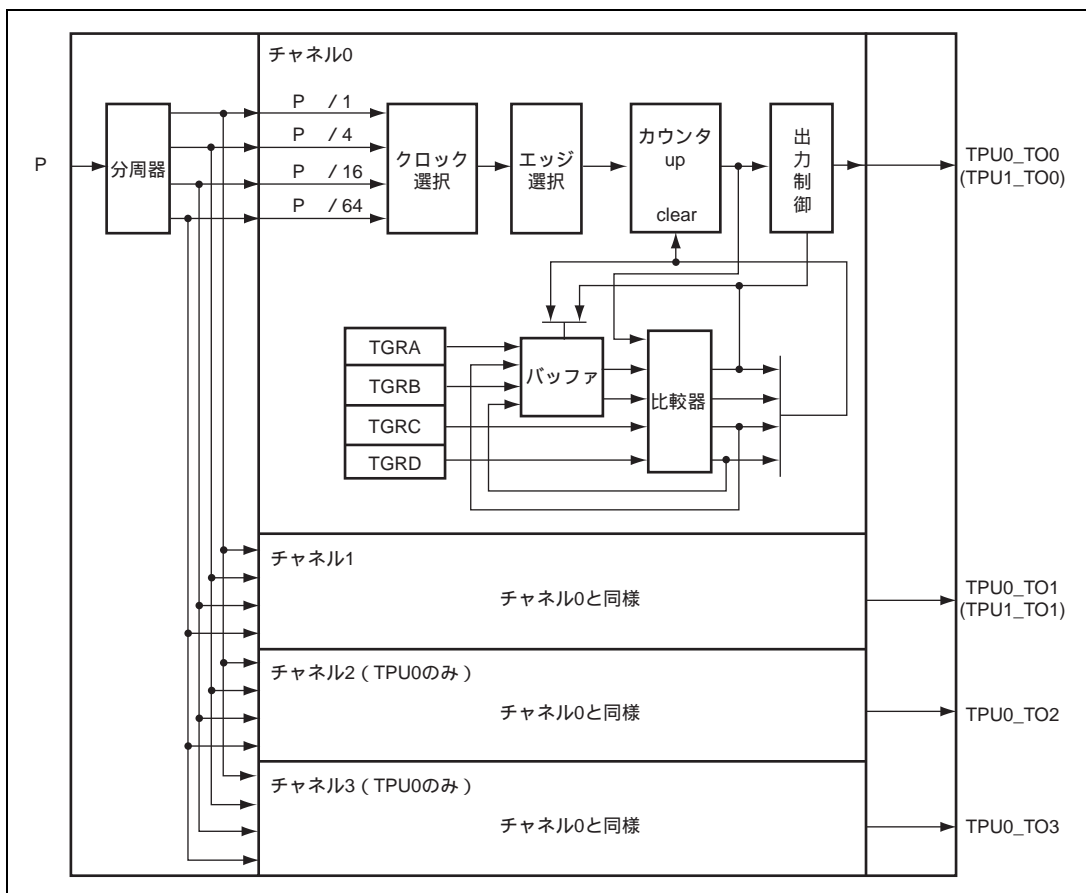 チャネル0
P / 1
P / 4
P / 16
P / 64
P
分周器
クロック
選択
エッジ
選択
カウンタ
up
clear
出力制御
TPU0_TO0
(TPU1_TO0)
TGRA
TGRB
TGRC
TGRD
バッファ
比較器
チャネル1
チャネル0と同様
TPU0_TO1
(TPU1_TO1)
チャネル2（TPU0のみ）
チャネル0と同様
TPU0_TO2
チャネル3（TPU0のみ）
チャネル0と同様
TPU0_TO3